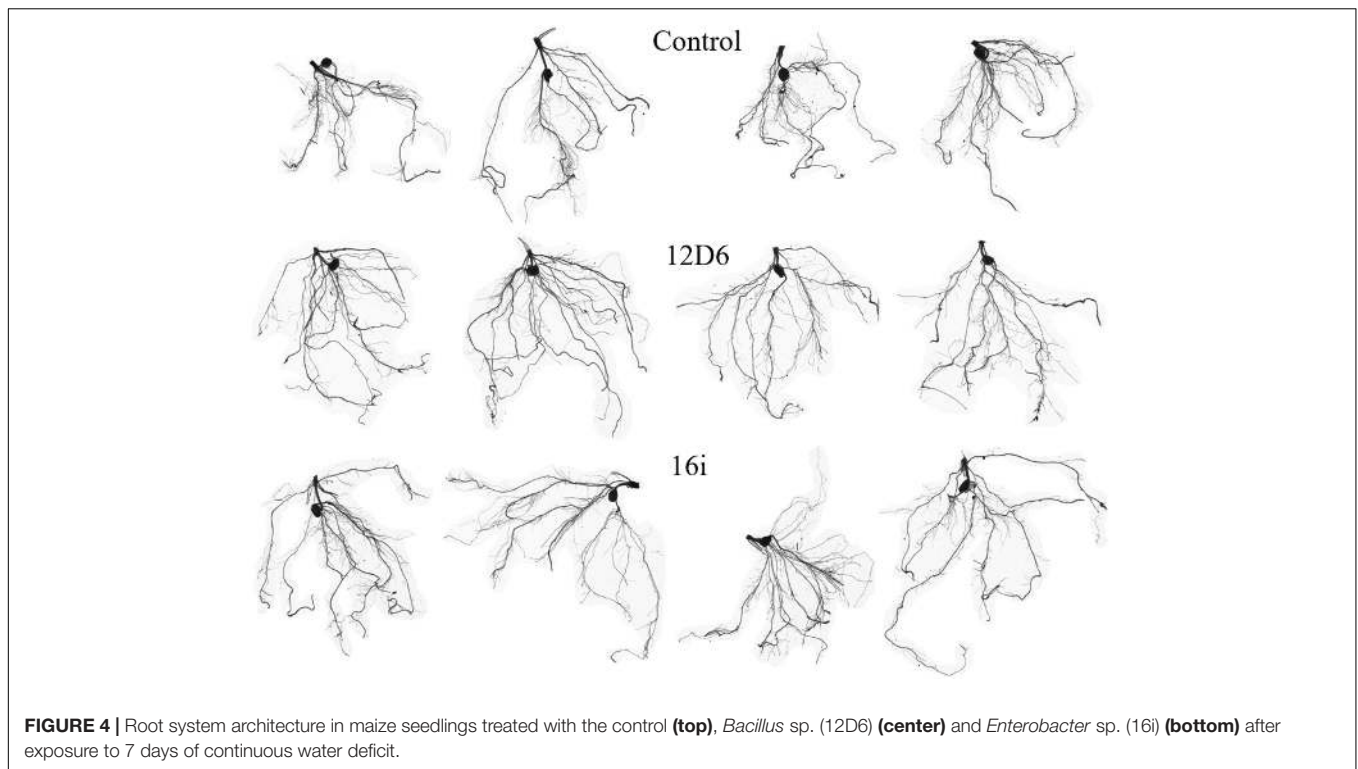 Control
12D6
16i
FIGURE 4 | Root system architecture in maize seedlings treated with the control (top), Bacillus sp. (12D6) (center) and Enterobacter sp. (16i) (bottom) after
exposure to 7 days of continuous water deficit.